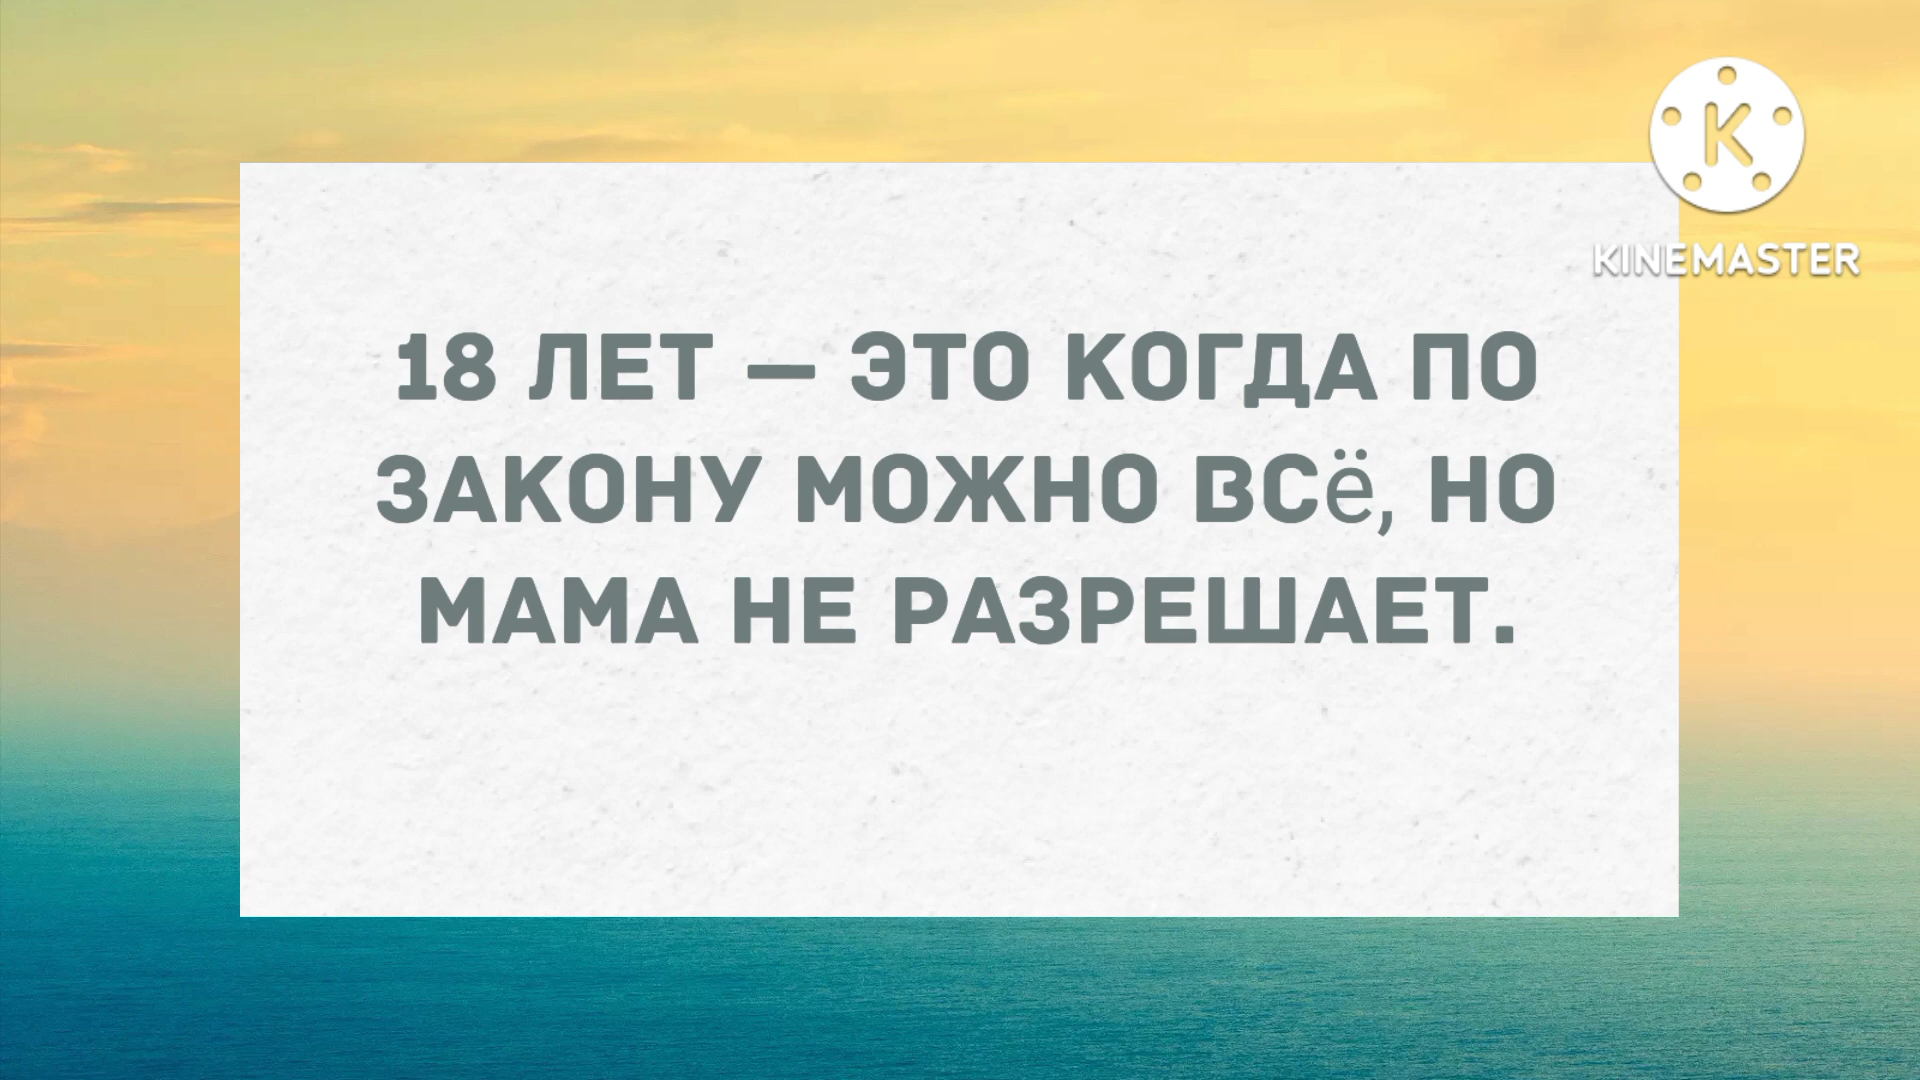 KINEMASTER
18 ЛЕТ — ЭТО КОГДА ПО
ЗАКОНУ МОЖНО ВСё, НО
МАМА НЕ РАЗРЕШАЕТ.